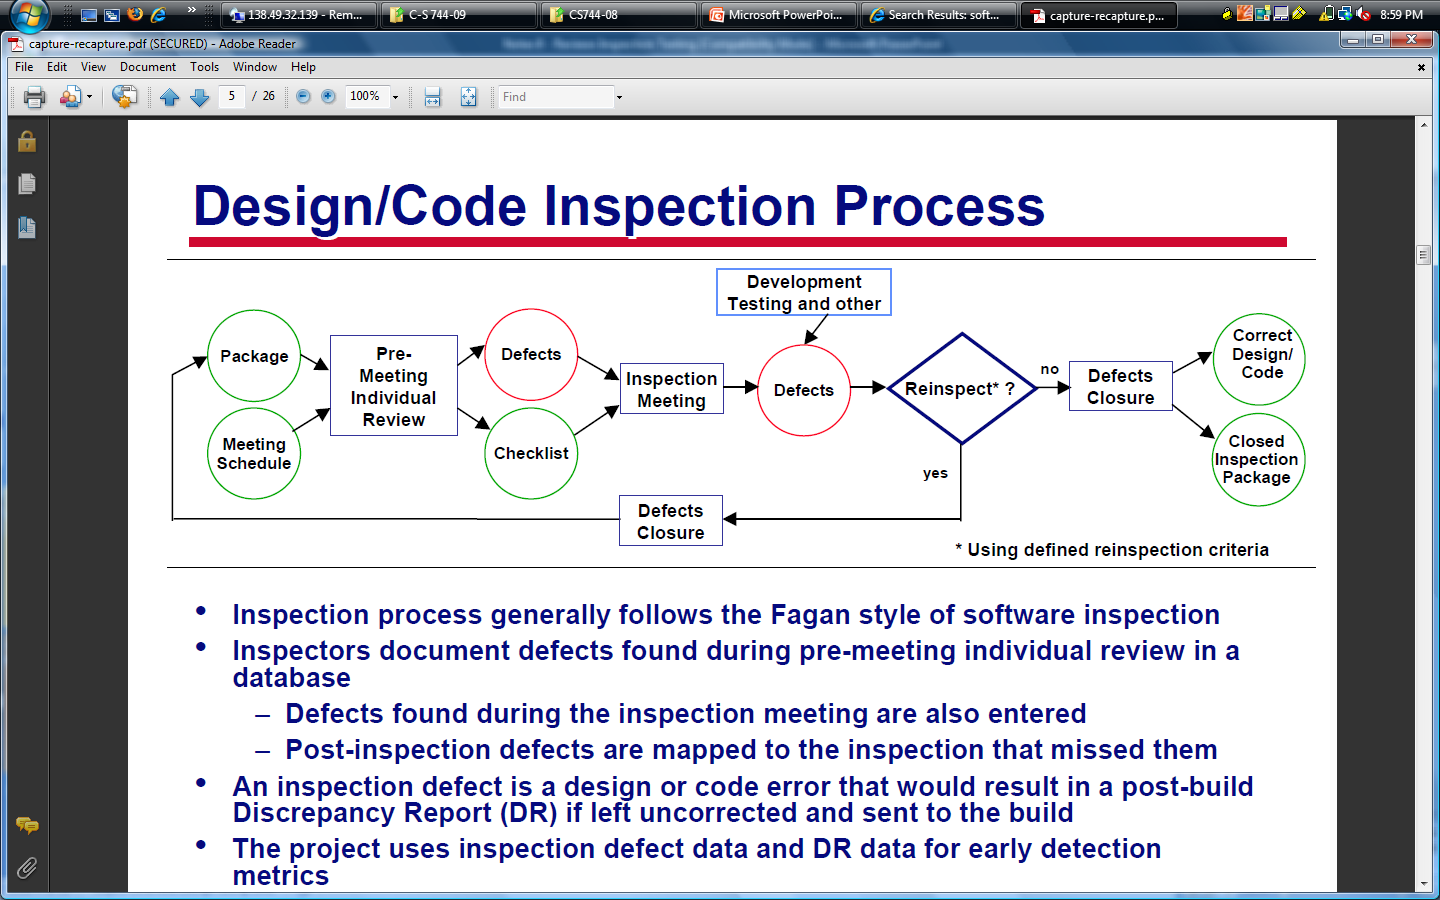 138.49.32.139 - Rem...
C-S 744-09
CS744-08
Microsoft PowerPoi...
Search Results: soft...
capture-recapture.p...
8:59 PM
capture-recapture.pdf (SECURED) - Adobe Reader
File Edit View Document Tools Window Help
5 / 26
100%
Find
Design/Code Inspection Process
Development
Testing and other
Package
Meeting
Schedule
Pre-
Meeting
Individual
Review
Defects
Checklist
Inspection
Meeting
Defects
Reinspect* ?
no
yes
Defects
Closure
Correct
Design/
Code
Closed
Inspection
Package
Defects
Closure
* Using defined reinspection criteria
• Inspection process generally follows the Fagan style of software inspection
• Inspectors document defects found during pre-meeting individual review in a
database
– Defects found during the inspection meeting are also entered
– Post-inspection defects are mapped to the inspection that missed them
• An inspection defect is a design or code error that would result in a post-build
Discrepancy Report (DR) if left uncorrected and sent to the build
• The project uses inspection defect data and DR data for early detection
metrics